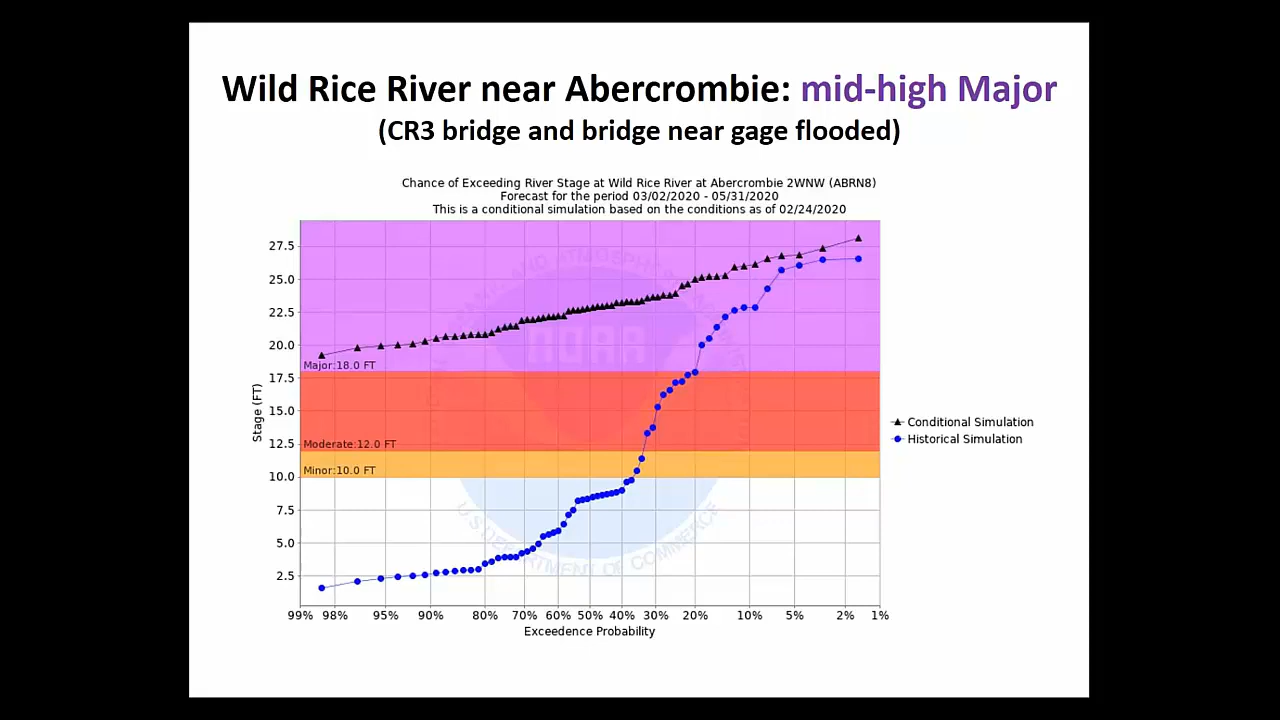 Wild Rice River near Abercrombie: mid-high Major
(CR3 bridge and bridge near gage flooded)
Chance of Exceeding River Stage at Wild Rice River at Abercrombie 2WNW (ABRN8)
Forecast for the period 03/02/2020 - 05/31/2020
This is a conditional simulation based on the conditions as of 02/24/2020
27.5
25.0
22.5
20.0
Major:18.0 FT
17.5
15.0
12.5
Moderate:12.0 FT
Minor:10.0 FT
10.0
7.5
5.0
2.5
Stage (FT)
NOAA
U.S. DEPARTMENT OF COMMERCE
Conditional Simulation
Historical Simulation
99% 98% 95% 90% 80% 70% 60% 50% 40% 30% 20% 10% 5% 2% 1%
Exceedence Probability